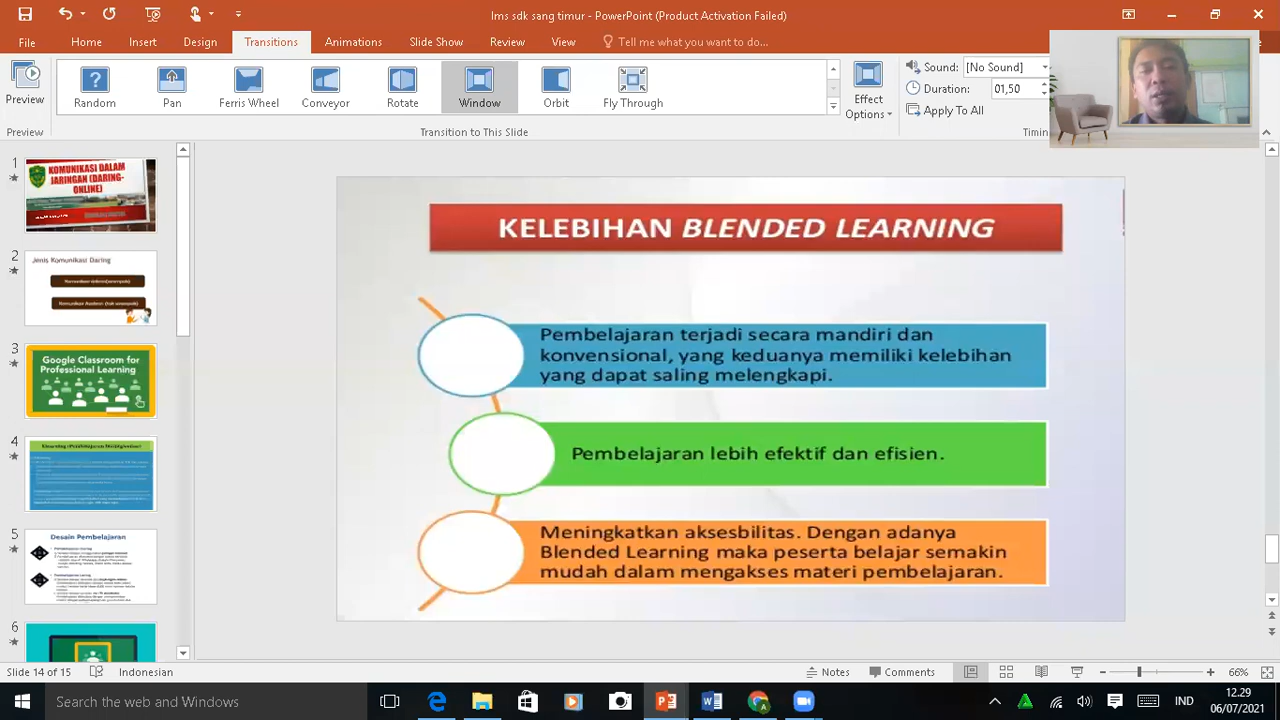 lms sdk sang timur - PowerPoint (Product Activation Failed)
File Home Insert Design Transitions Animations Slide Show Review View Tell me what you want to do...
Preview
Random Pan Ferris Wheel Conveyor Rotate Window Orbit Fly Through
Effect
Options
Sound: [No Sound]
Duration: 01,50
Apply To All
Preview Transition to This Slide
1
KOMUNIKASI DALAM
JARINGAN (DARING-
ONLINE)
2
Jenis Komunikasi Daring
3
Google Classroom for
Professional Learning
4
5
Desain Pembelajaran
6
KELEBIHAN BLENDED LEARNING
Pembelajaran terjadi secara mandiri dan
konvensional, yang keduanya memiliki kelebihan
yang dapat saling melengkapi.
Pembelajaran lebih efektif dan efisien.
Meningkatkan aksesbilitas. Dengan adanya
Blended Learning maka peserta belajar semakin
mudah dalam mengakses materi pembelajaran.
Slide 14 of 15 Indonesian Notes Comments 66%
Search the web and Windows
IND
12.29
06/07/2021